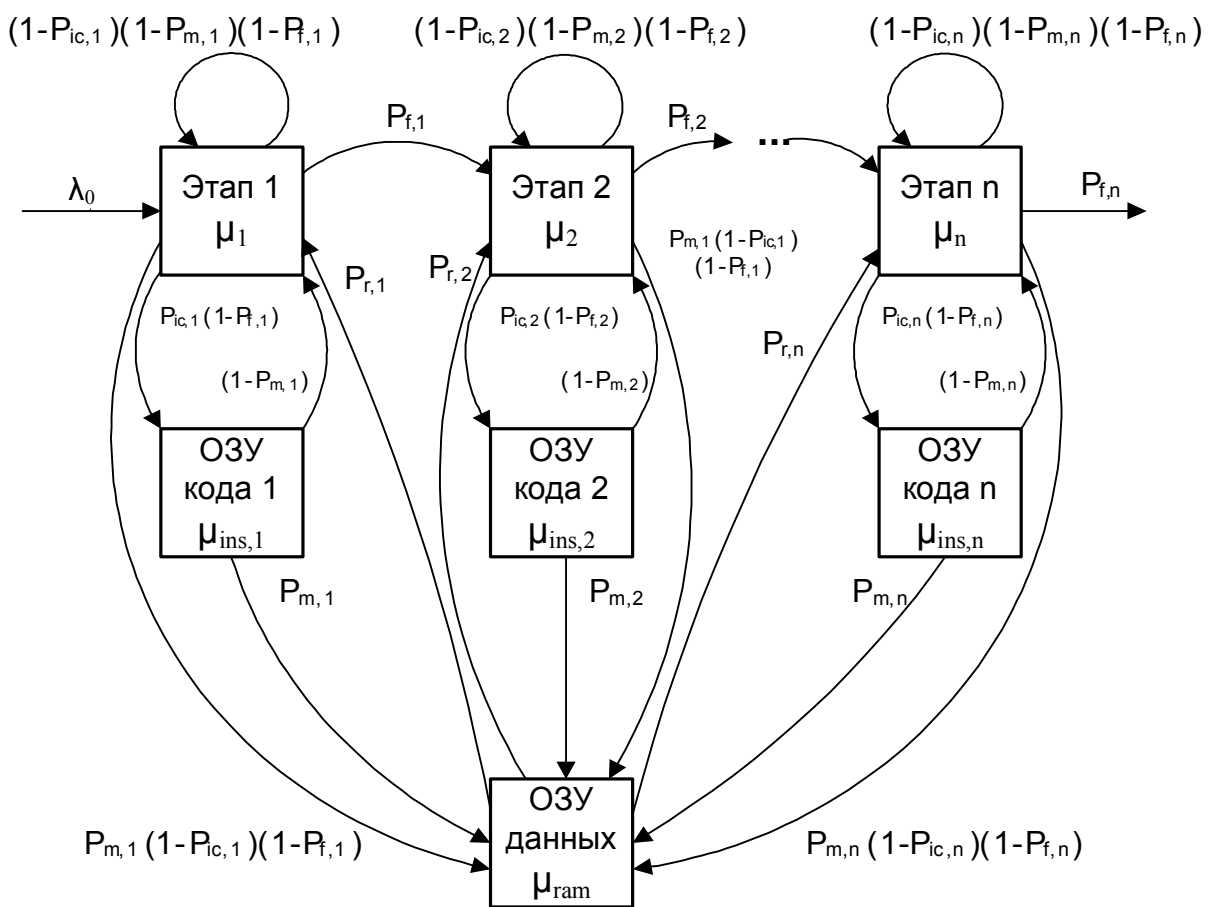 (1-P_ic,1)(1-P_m,1)(1-P_f,1)
(1-P_ic,2)(1-P_m,2)(1-P_f,2)
(1-P_ic,n)(1-P_m,n)(1-P_f,n)
P_f,1
P_f,2
...
λ_0
Этап 1
μ_1
Этап 2
μ_2
Этап n
μ_n
P_f,n
P_r,1
P_r,2
P_m,1(1-P_ic,1)
(1-P_f,1)
P_r,n
P_ic,1(1-P_f,1)
P_ic,2(1-P_f,2)
P_ic,n(1-P_f,n)
(1-P_m,1)
(1-P_m,2)
(1-P_m,n)
ОЗУ
кода 1
μ_ins,1
ОЗУ
кода 2
μ_ins,2
ОЗУ
кода n
μ_ins,n
P_m,1
P_m,2
P_m,n
ОЗУ
данных
μ_ram
P_m,1(1-P_ic,1)(1-P_f,1)
P_m,n(1-P_ic,n)(1-P_f,n)